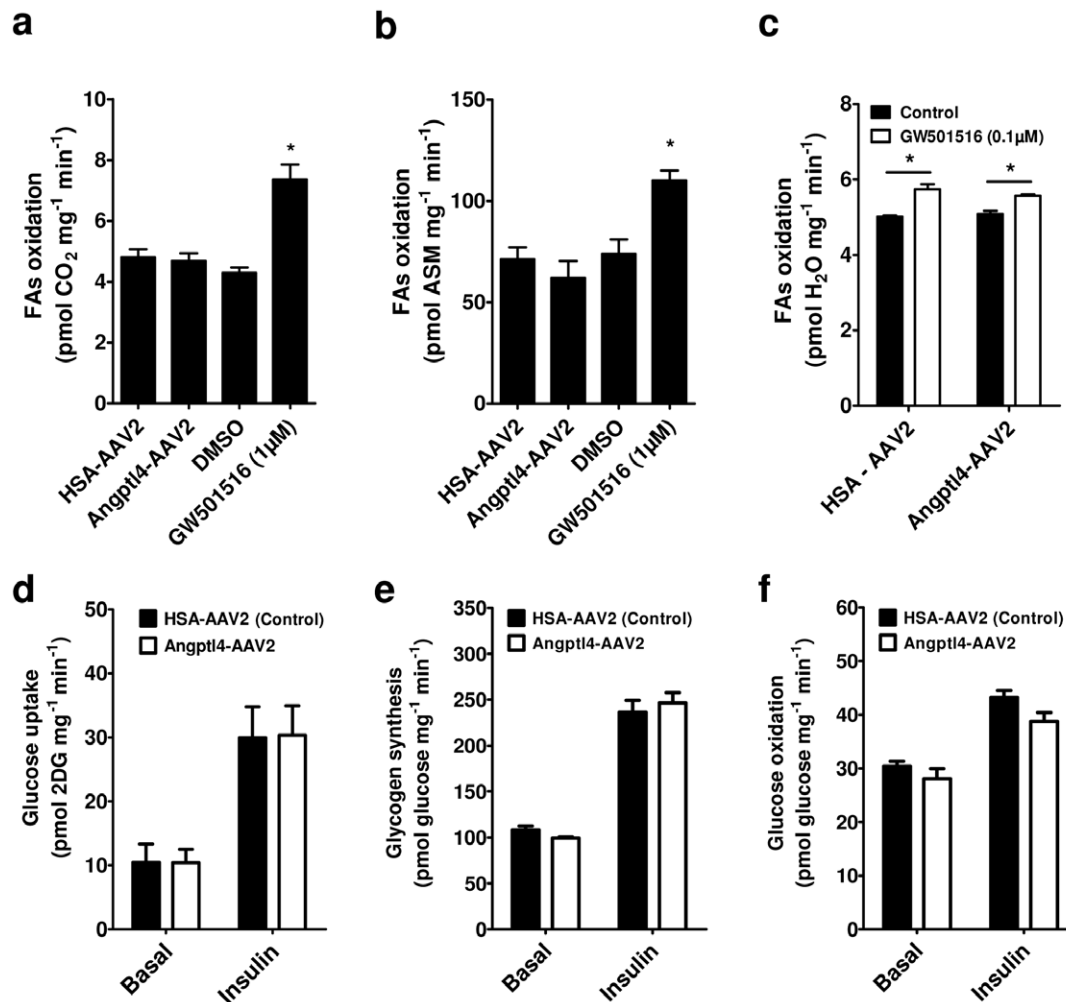 a
FAs oxidation
(pmol CO₂ mg⁻¹ min⁻¹)
10
8
6
4
2
0
*
HSA-AAV2
Angptl4-AAV2
DMSO
GW501516 (1µM)
b
FAs oxidation
(pmol ASM mg⁻¹ min⁻¹)
150
100
50
0
*
HSA-AAV2
Angptl4-AAV2
DMSO
GW501516 (1µM)
c
FAs oxidation
(pmol H₂O mg⁻¹ min⁻¹)
8
6
4
2
0
Control
GW501516 (0.1µM)
*
*
HSA - AAV2
Angptl4-AAV2
d
Glucose uptake
(pmol 2DG mg⁻¹ min⁻¹)
50
40
30
20
10
0
HSA-AAV2 (Control)
Angptl4-AAV2
Basal
Insulin
e
Glycogen synthesis
(pmol glucose mg⁻¹ min⁻¹)
350
300
250
200
150
100
50
0
HSA-AAV2 (Control)
Angptl4-AAV2
Basal
Insulin
f
Glucose oxidation
(pmol glucose mg⁻¹ min⁻¹)
60
50
40
30
20
10
0
HSA-AAV2 (Control)
Angptl4-AAV2
Basal
Insulin